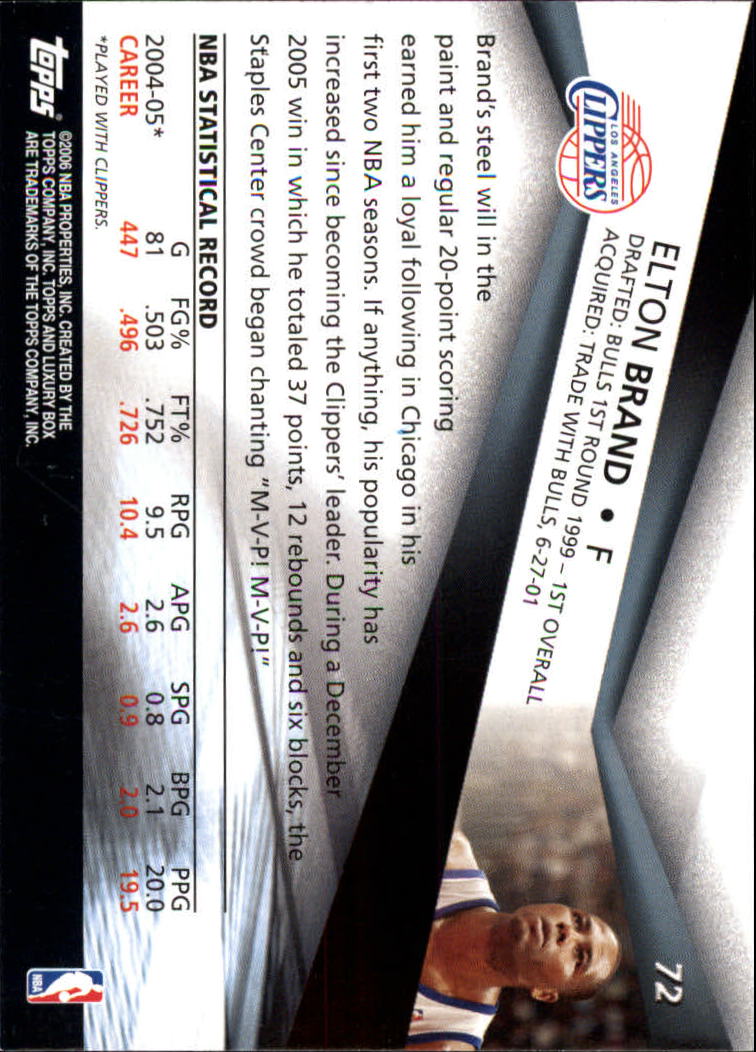 72
LOS ANGELES
CLIPPERS
ELTON BRAND • F
DRAFTED: BULLS 1ST ROUND 1999 – 1ST OVERALL
ACQUIRED: TRADE WITH BULLS, 6-27-01
Brand's steel will in the
paint and regular 20-point scoring
earned him a loyal following in Chicago in his
first two NBA seasons. If anything, his popularity has
increased since becoming the Clippers' leader. During a December
2005 win in which he totaled 37 points, 12 rebounds and six blocks, the
Staples Center crowd began chanting "M-V-P! M-V-P!"
NBA STATISTICAL RECORD
G FG% FT% RPG APG SPG BPG PPG
2004-05* 81 .503 .752 9.5 2.6 0.8 2.1 20.0
CAREER 447 .496 .726 10.4 2.6 0.9 2.0 19.5
*PLAYED WITH CLIPPERS.
topps®
©2006 NBA PROPERTIES, INC. CREATED BY THE
TOPPS COMPANY, INC. TOPPS AND LUXURY BOX
ARE TRADEMARKS OF THE TOPPS COMPANY, INC.
NBA